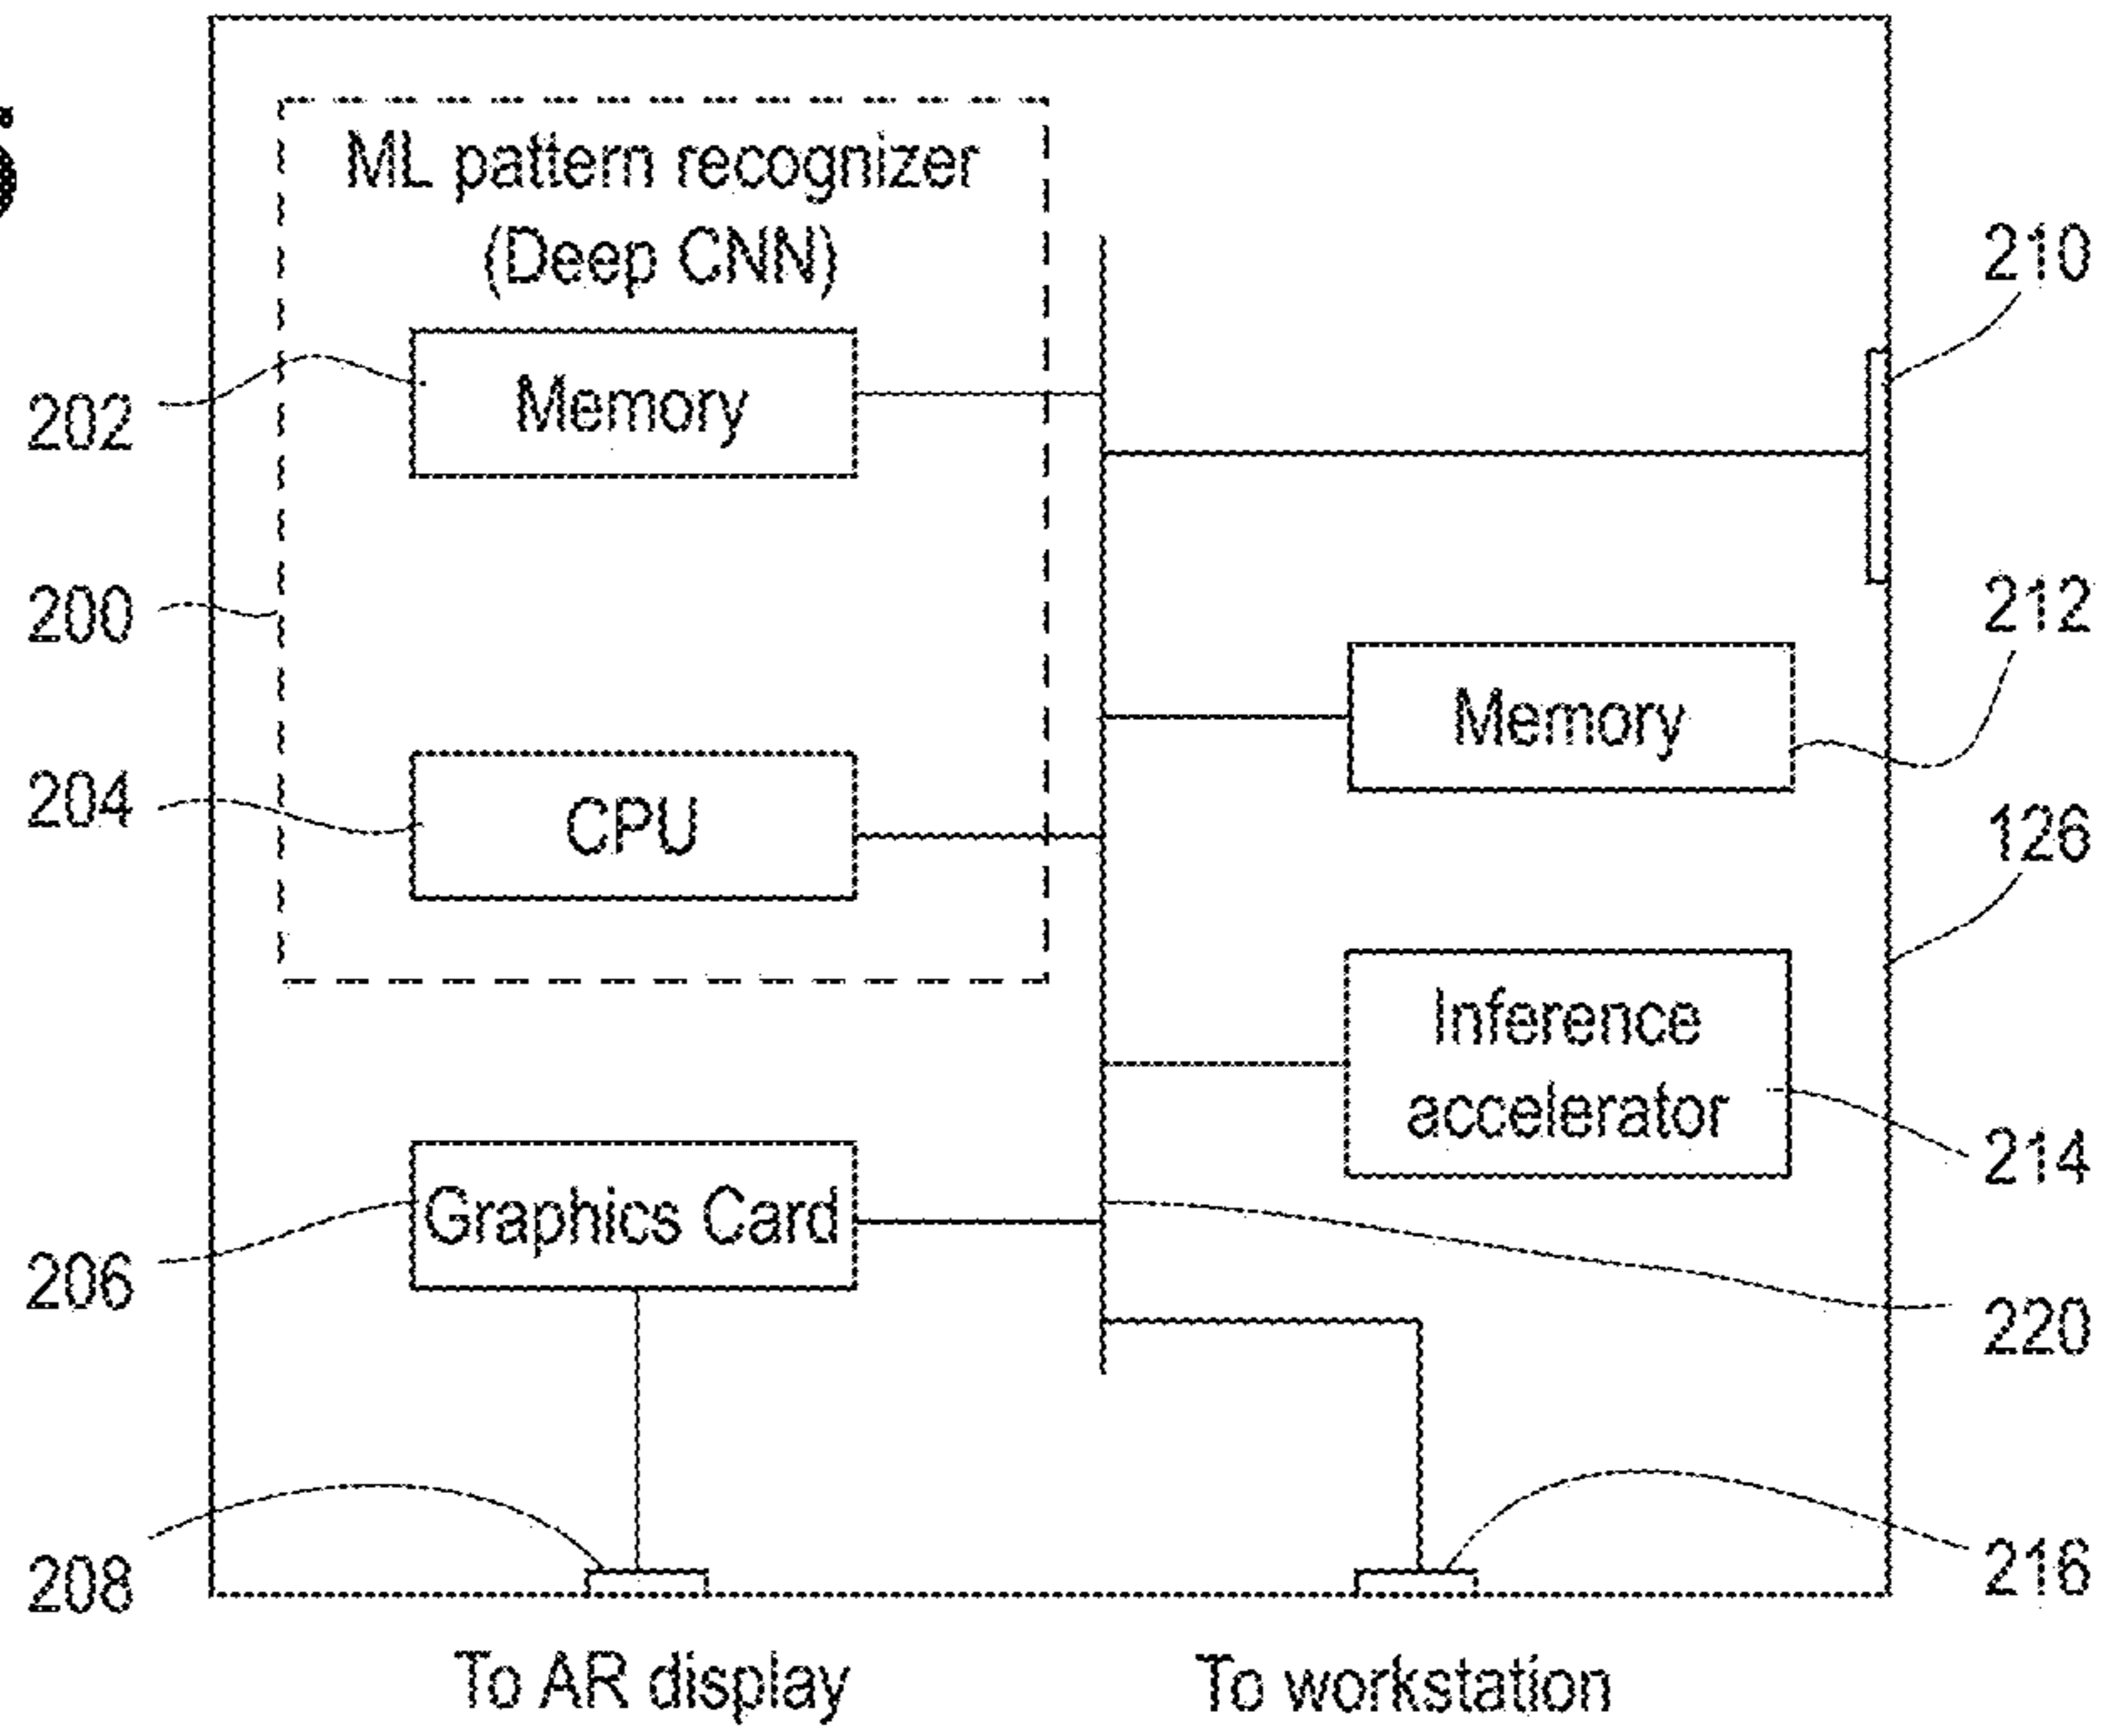 ML pattern recognizer
(Deep CNN)
210
202
Memory
200
212
Memory
204
CPU
126
Inference
accelerator
214
Graphics Card
206
220
208
216
To AR display
To workstation